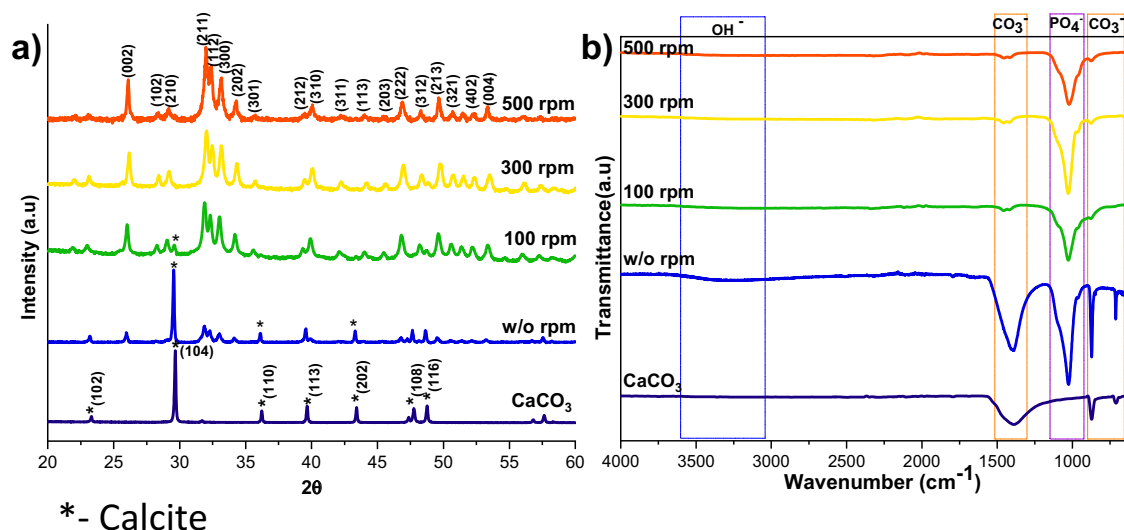 a)
(002)
(102)
(210)
(211)
(112)
(300)
(202)
(301)
(212)
(310)
(311)
(113)
(203)
(222)
(312)
(213)
(321)
(402)
(004)
500 rpm
300 rpm
100 rpm
*
w/o rpm
*
*
*
CaCO3
*(102)
*(104)
*(110)
*(113)
*(202)
*(108)
*(116)
Intensity (a.u)
20 25 30 35 40 45 50 55 60
2θ
*- Calcite
b)
OH -
CO3-
PO4-
CO3-
500 rpm
300 rpm
100 rpm
w/o rpm
CaCO3
Transmittance(a.u)
4000 3500 3000 2500 2000 1500 1000
Wavenumber (cm-1)